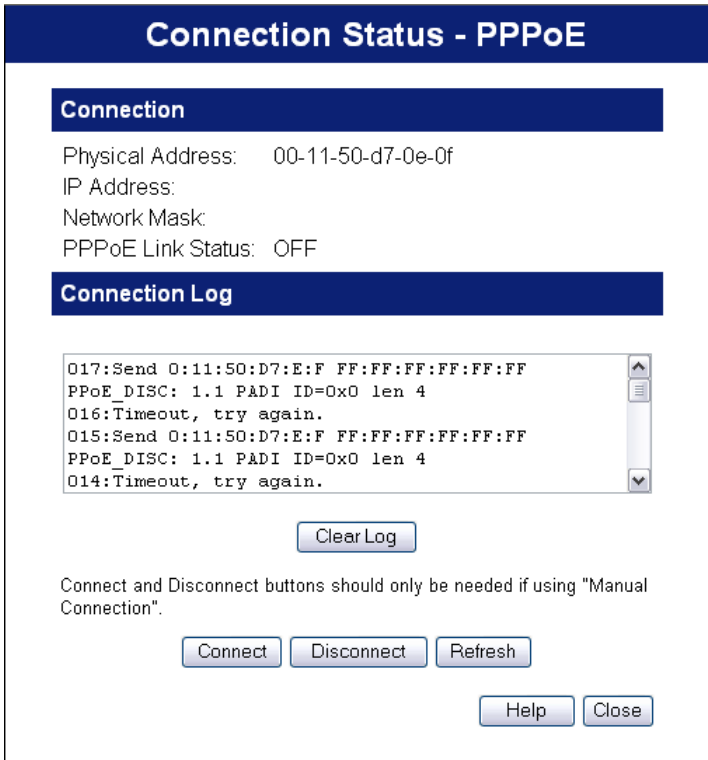 Connection Status - PPPoE
Connection
Physical Address: 00-11-50-d7-0e-0f
IP Address:
Network Mask:
PPPoE Link Status: OFF
Connection Log
017:Send 0:11:50:D7:E:F FF:FF:FF:FF:FF:FF
PPoE_DISC: 1.1 PADI ID=0x0 len 4
016:Timeout, try again.
015:Send 0:11:50:D7:E:F FF:FF:FF:FF:FF:FF
PPoE_DISC: 1.1 PADI ID=0x0 len 4
014:Timeout, try again.
Clear Log
Connect and Disconnect buttons should only be needed if using "Manual
Connection".
Connect Disconnect Refresh
Help Close